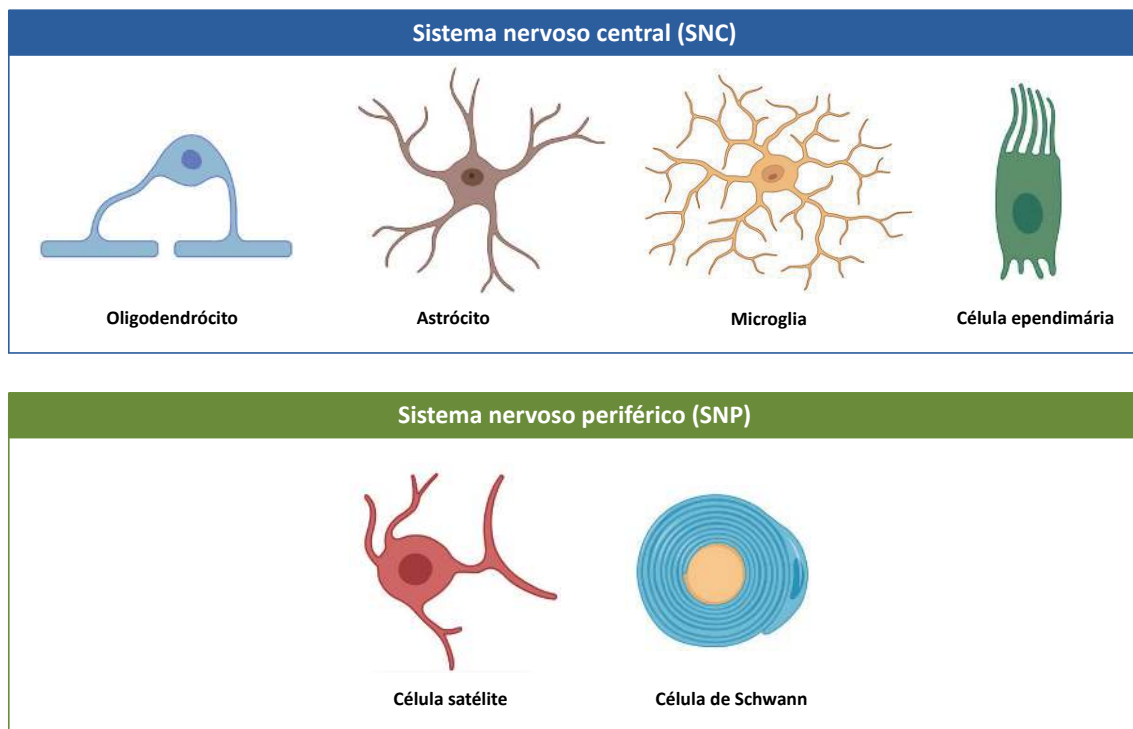 Sistema nervoso central (SNC)
Oligodendrócito
Astrócito
Microglia
Célula ependimária
Sistema nervoso periférico (SNP)
Célula satélite
Célula de Schwann